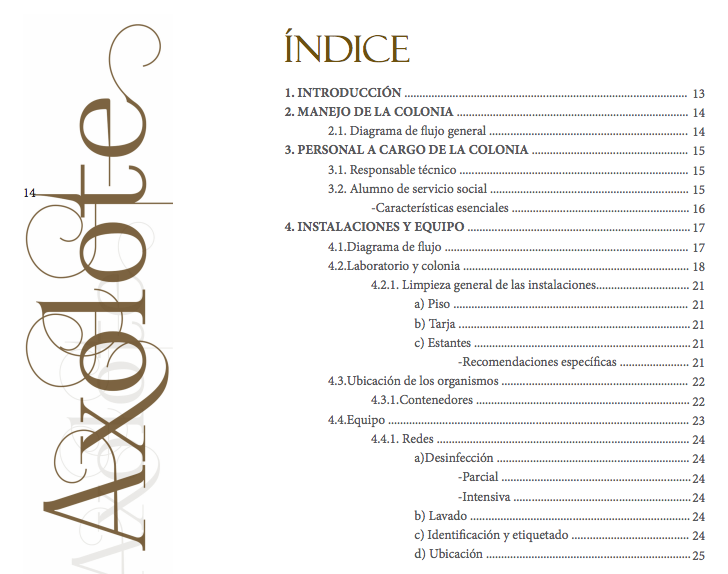 Axolote
14
ÍNDICE
1. INTRODUCCIÓN ........ 13
2. MANEJO DE LA COLONIA ........ 14
2.1. Diagrama de flujo general ........ 14
3. PERSONAL A CARGO DE LA COLONIA ........ 15
3.1. Responsable técnico ........ 15
3.2. Alumno de servicio social ........ 15
-Características esenciales ........ 16
4. INSTALACIONES Y EQUIPO ........ 17
4.1.Diagrama de flujo ........ 17
4.2.Laboratorio y colonia ........ 18
4.2.1. Limpieza general de las instalaciones........ 21
a) Piso ........ 21
b) Tarja ........ 21
c) Estantes ........ 21
-Recomendaciones específicas ........ 21
4.3.Ubicación de los organismos ........ 22
4.3.1.Contenedores ........ 22
4.4.Equipo ........ 23
4.4.1. Redes ........ 24
a)Desinfección ........ 24
-Parcial ........ 24
-Intensiva ........ 24
b) Lavado ........ 24
c) Identificación y etiquetado ........ 24
d) Ubicación ........ 25